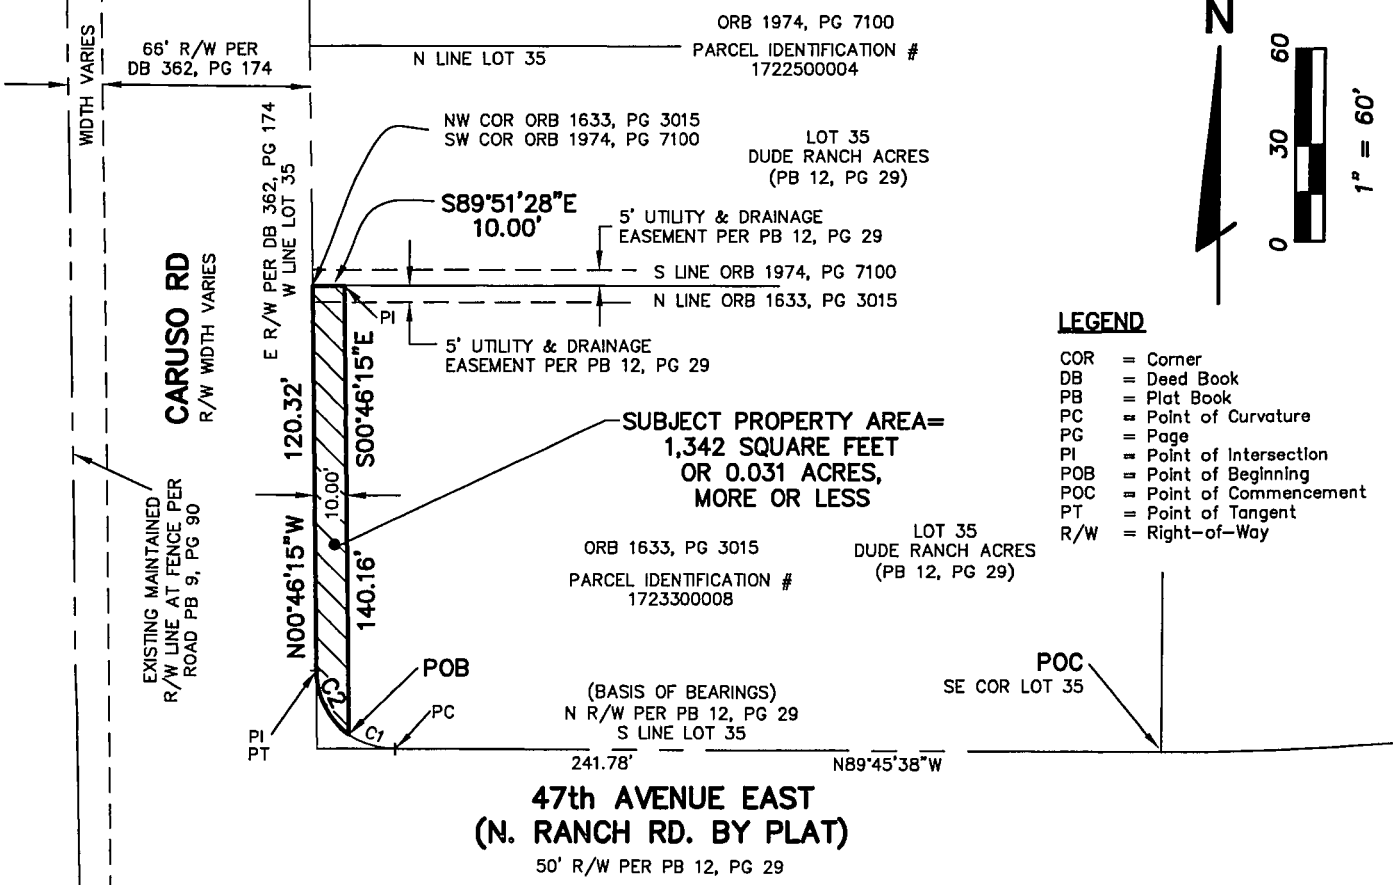 ORB 1974, PG 7100
PARCEL IDENTIFICATION #
1722500004
N LINE LOT 35
66' R/W PER
DB 362, PG 174
WIDTH VARIES
N
60
30
0
1" = 60'
NW COR ORB 1633, PG 3015
SW COR ORB 1974, PG 7100
LOT 35
DUDE RANCH ACRES
(PB 12, PG 29)
E R/W PER DB 362, PG 174
W LINE LOT 35
S89°51'28"E
10.00'
5' UTILITY & DRAINAGE
EASEMENT PER PB 12, PG 29
S LINE ORB 1974, PG 7100
N LINE ORB 1633, PG 3015
PI
CARUSO RD
R/W WIDTH VARIES
5' UTILITY & DRAINAGE
EASEMENT PER PB 12, PG 29
LEGEND
COR = Corner
DB = Deed Book
PB = Plat Book
PC = Point of Curvature
PG = Page
PI = Point of Intersection
POB = Point of Beginning
POC = Point of Commencement
PT = Point of Tangent
R/W = Right-of-Way
N00°46'15"W
120.32'
S00°46'15"E
140.16'
10.00'
SUBJECT PROPERTY AREA=
1,342 SQUARE FEET
OR 0.031 ACRES,
MORE OR LESS
EXISTING MAINTAINED
R/W LINE AT FENCE PER
ROAD PB 9, PG 90
ORB 1633, PG 3015
PARCEL IDENTIFICATION #
1723300008
LOT 35
DUDE RANCH ACRES
(PB 12, PG 29)
POB
C2
C1
PC
PI
PT
(BASIS OF BEARINGS)
N R/W PER PB 12, PG 29
S LINE LOT 35
POC
SE COR LOT 35
241.78'
N89°45'38"W
47th AVENUE EAST
(N. RANCH RD. BY PLAT)
50' R/W PER PB 12, PG 29